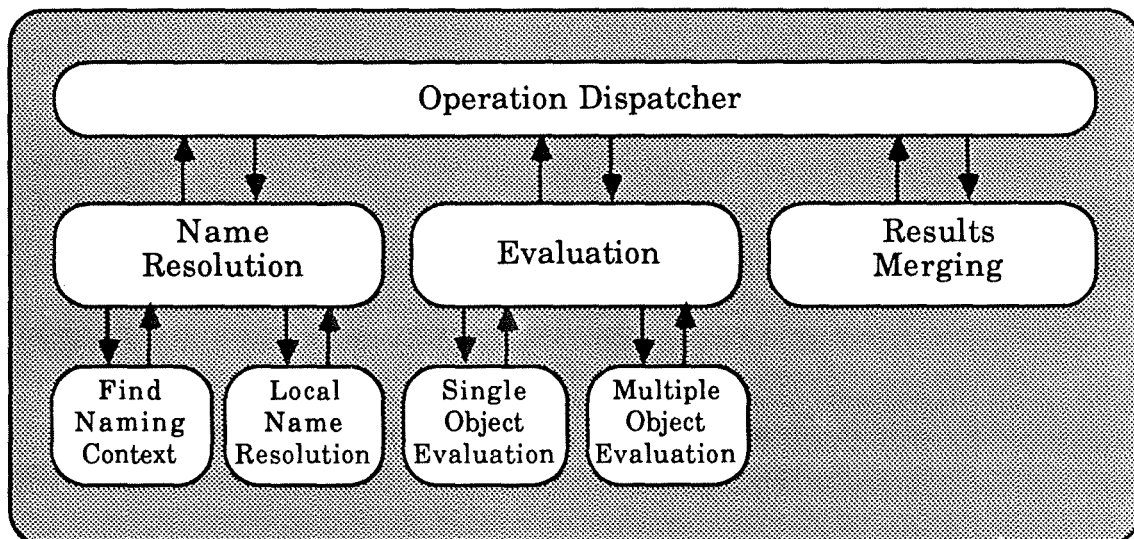 Operation Dispatcher
Name
Resolution
Evaluation
Results
Merging
Find
Naming
Context
Local
Name
Resolution
Single
Object
Evaluation
Multiple
Object
Evaluation